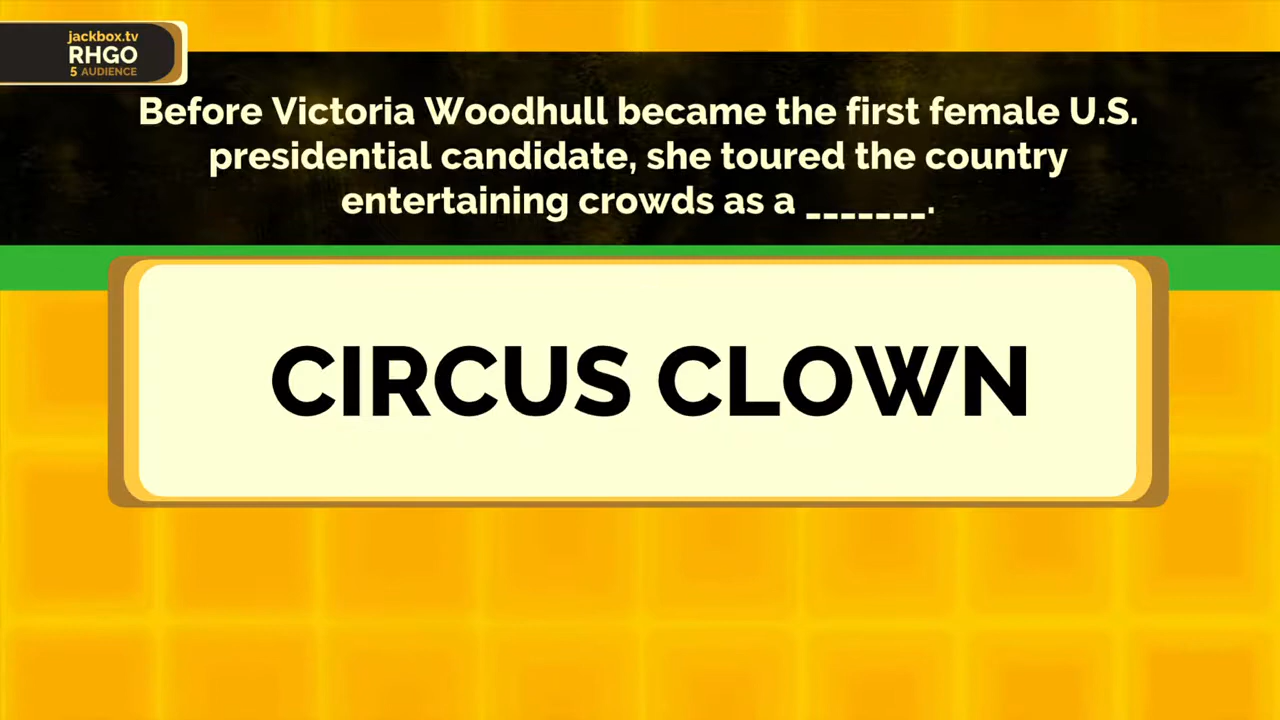 jackbox.tv
RHGO
5 AUDIENCE
Before Victoria Woodhull became the first female U.S.
presidential candidate, she toured the country
entertaining crowds as a _______.
CIRCUS CLOWN